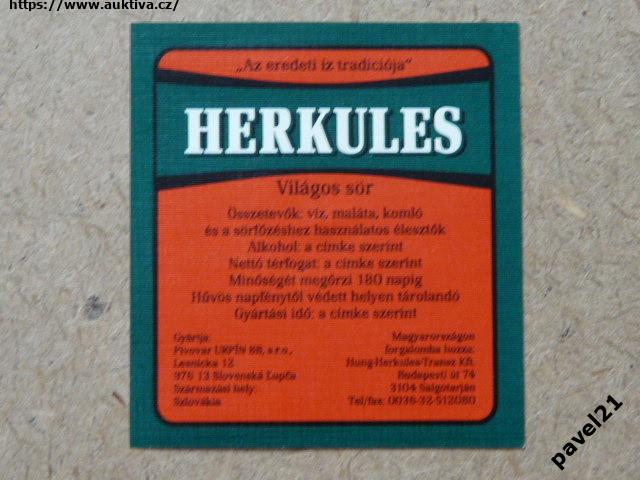 https://www.auktiva.cz/
„Az eredeti íz tradíciója"
HERKULES
Világos sör
Összetevők: víz, maláta, komló
és a sörfőzéshez használatos élesztők
Alkohol: a címke szerint
Nettó térfogat: a címke szerint
Minőségét megőrzi 180 napig
Hűvös napfénytől védett helyen tárolandó
Gyártási idő: a címke szerint
Gyártja:
Pivovar URPÍN BB, s.r.o.,
Lesnícka 12
976 13 Slovenská Ľupča
Származási hely:
Szlovákia
Magyarországon
forgalomba hozza:
Hung-Herkules-Transz Kft.
Budapesti út 74
3104 Salgótarján
Tel/fax: 0036-32-512080
pavel21